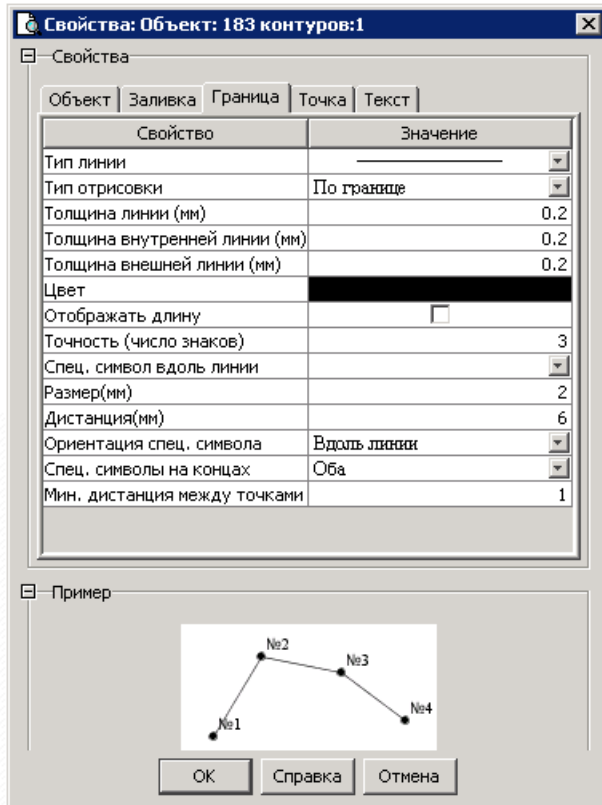 Свойства: Объект: 183 контуров:1
Свойства
Объект Заливка Граница Точка Текст
Свойство Значение
Тип линии
Тип отрисовки По границе
Толщина линии (мм) 0.2
Толщина внутренней линии (мм) 0.2
Толщина внешней линии (мм) 0.2
Цвет
Отображать длину
Точность (число знаков) 3
Спец. символ вдоль линии
Размер(мм) 2
Дистанция(мм) 6
Ориентация спец. символа Вдоль линии
Спец. символы на концах Оба
Мин. дистанция между точками 1
Пример
№2
№3
№4
№1
ОК Справка Отмена